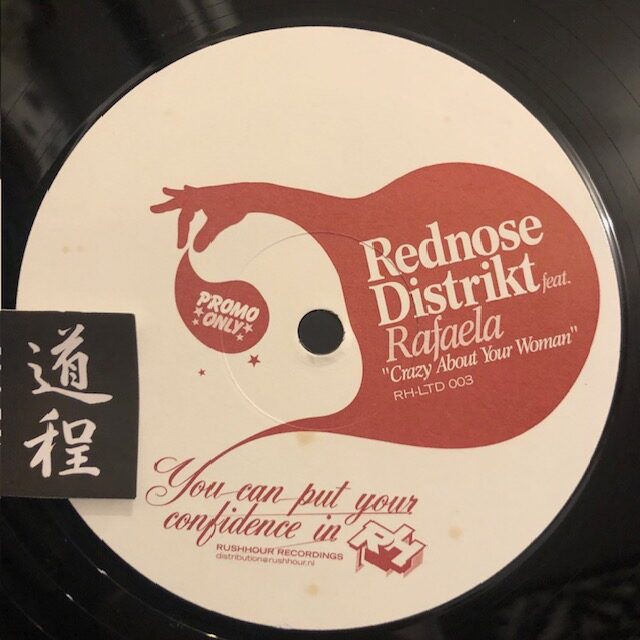 Rednose
Distrikt feat.
Rafaela
"Crazy About Your Woman"
RH-LTD 003
PROMO
ONLY
道程
You can put your
confidence in RH
RUSHHOUR RECORDINGS
distribution@rushhour.nl